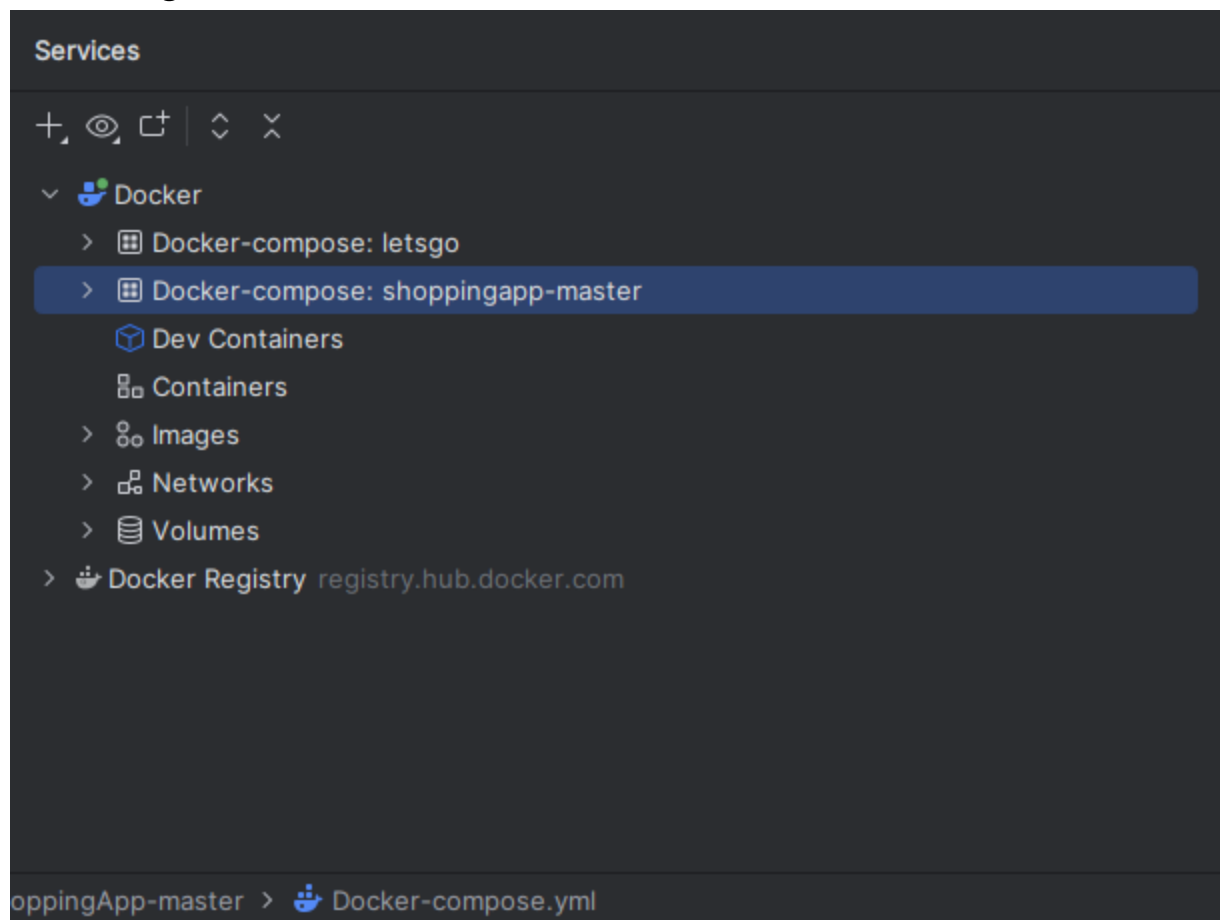 Services
Docker
Docker-compose: letsgo
Docker-compose: shoppingapp-master
Dev Containers
Containers
Images
Networks
Volumes
Docker Registry registry.hub.docker.com
oppingApp-master > Docker-compose.yml